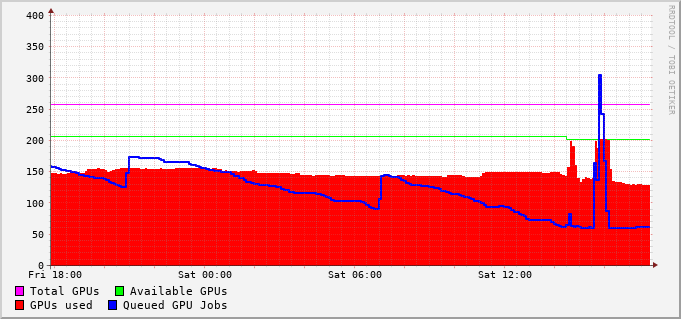 RRDTOOL / TOBI OETIKER
400
350
300
250
200
150
100
50
0
Fri 18:00 Sat 00:00 Sat 06:00 Sat 12:00
Total GPUs Available GPUs
GPUs used Queued GPU Jobs